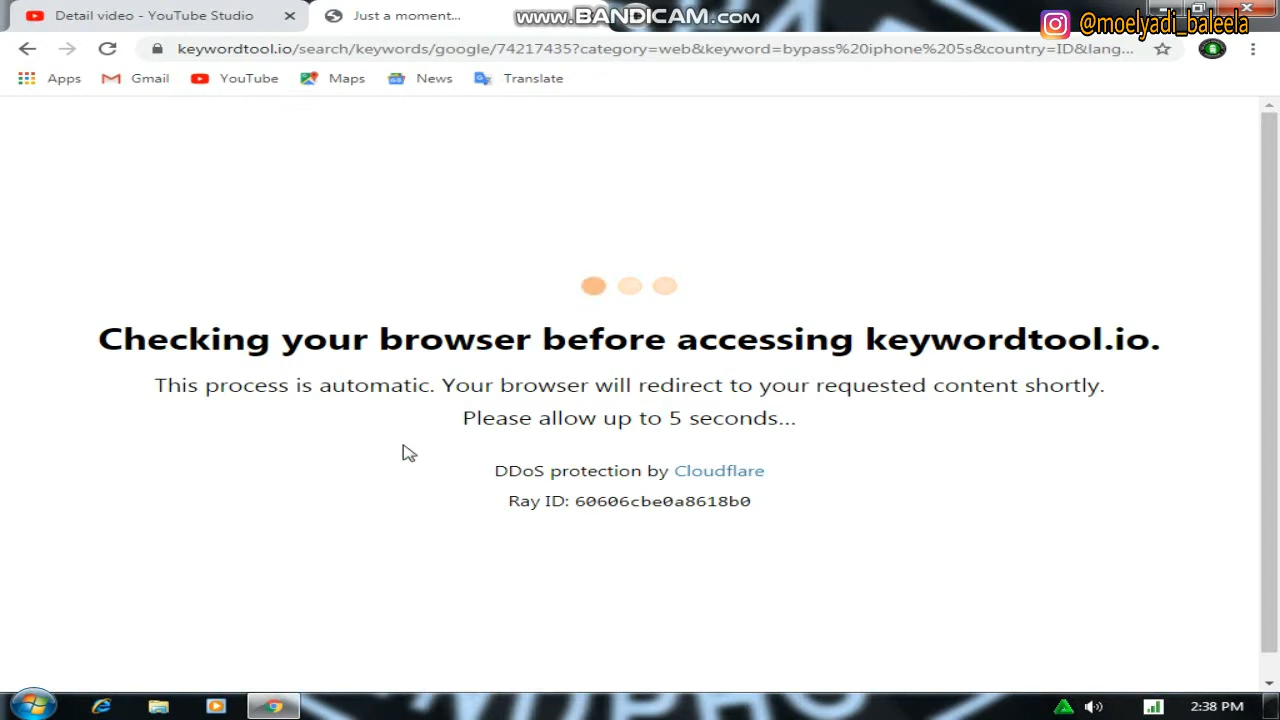 Detail video - YouTube Studio
Just a moment...
www.BANDICAM.com
@moelyadi_baleela
keywordtool.io/search/keywords/google/74217435?category=web&keyword=bypass%20iphone%205s&country=ID&lang...
Apps
Gmail
YouTube
Maps
News
Translate
Checking your browser before accessing keywordtool.io.
This process is automatic. Your browser will redirect to your requested content shortly.
Please allow up to 5 seconds...
DDoS protection by Cloudflare
Ray ID: 60606cbe0a8618b0
2:38 PM